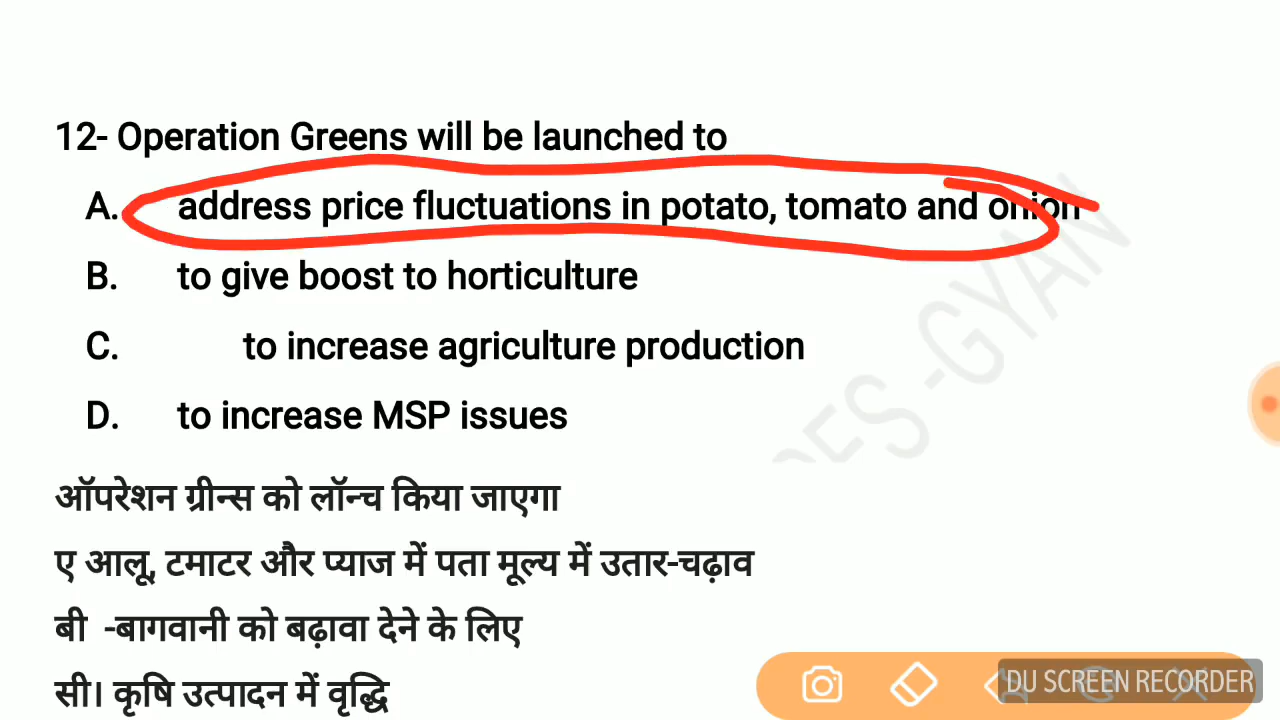 12- Operation Greens will be launched to
A. address price fluctuations in potato, tomato and onion
B. to give boost to horticulture
C. to increase agriculture production
D. to increase MSP issues
ऑपरेशन ग्रीन्स को लॉन्च किया जाएगा
ए आलू, टमाटर और प्याज में पता मूल्य में उतार-चढ़ाव
बी -बागवानी को बढ़ावा देने के लिए
सी। कृषि उत्पादन में वृद्धि
DU SCREEN RECORDER